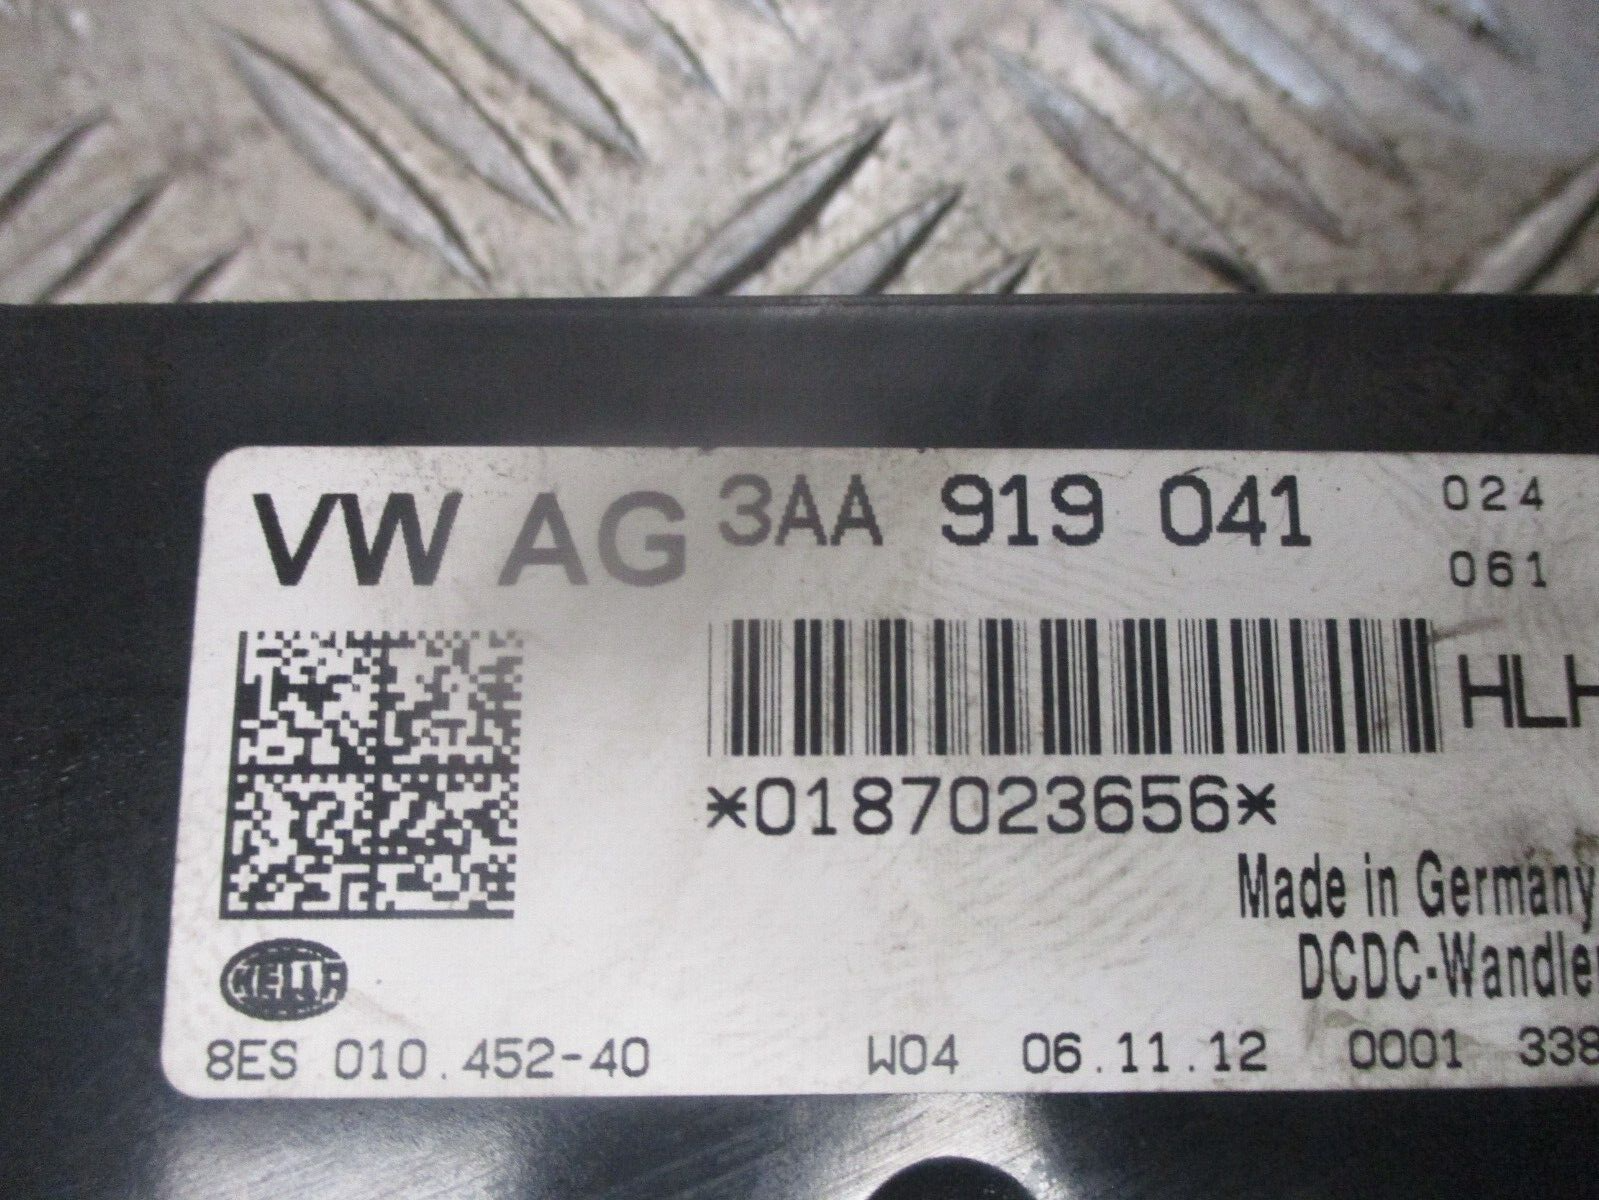 VW AG 3AA 919 041 024
061
HLH
*0187023656*
Made in Germany
DCDC-Wandler
HELLA
8ES 010.452-40 W04 06.11.12 0001 338